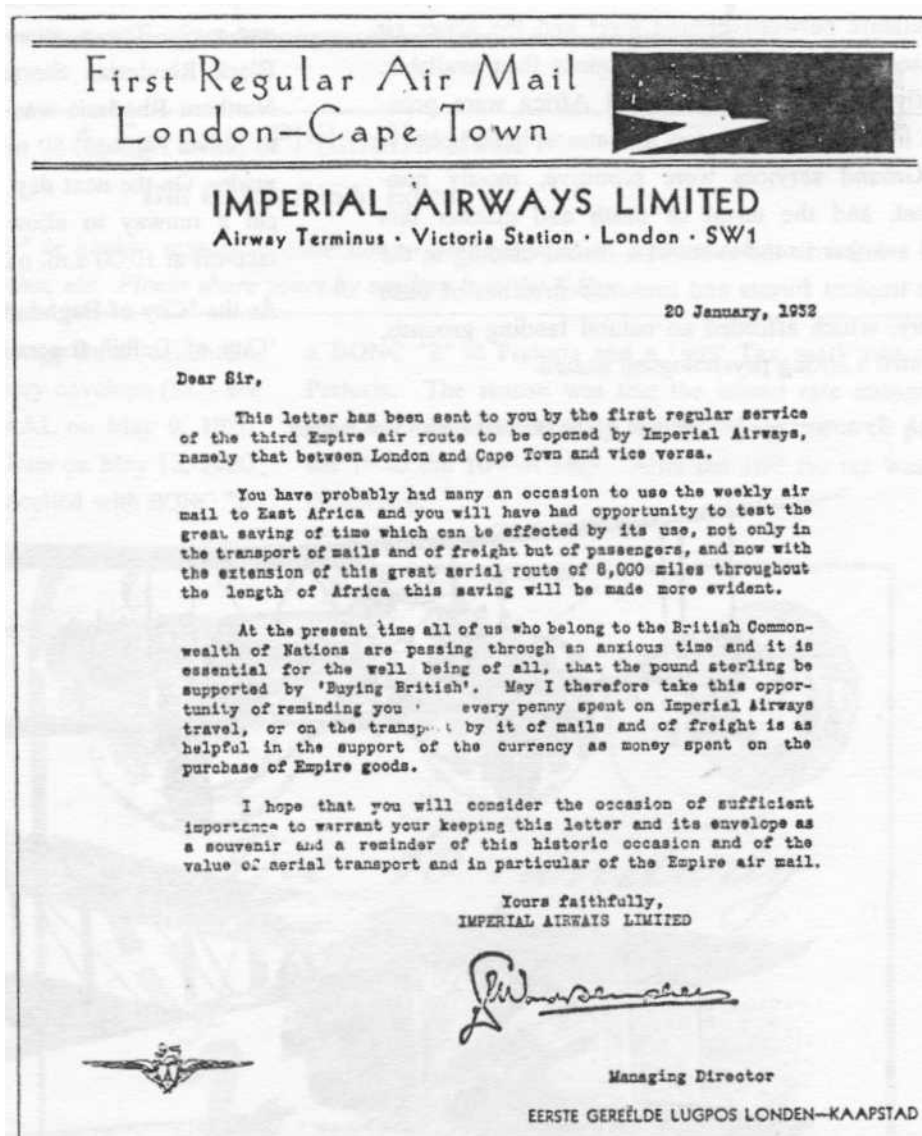 First Regular Air Mail
London–Cape Town
IMPERIAL AIRWAYS LIMITED
Airway Terminus · Victoria Station · London · SW1
20 January, 1932
Dear Sir,
This letter has been sent to you by the first regular service
of the third Empire air route to be opened by Imperial Airways,
namely that between London and Cape Town and vice versa.
You have probably had many an occasion to use the weekly air
mail to East Africa and you will have had opportunity to test the
great saving of time which can be effected by its use, not only in
the transport of mails and of freight but of passengers, and now with
the extension of this great aerial route of 8,000 miles throughout
the length of Africa this saving will be made more evident.
At the present time all of us who belong to the British Common-
wealth of Nations are passing through an anxious time and it is
essential for the well being of all, that the pound sterling be
supported by 'Buying British'. May I therefore take this oppor-
tunity of reminding you every penny spent on Imperial Airways
travel, or on the transport by it of mails and of freight is as
helpful in the support of the currency as money spent on the
purchase of Empire goods.
I hope that you will consider the occasion of sufficient
importance to warrant your keeping this letter and its envelope as
a souvenir and a reminder of this historic occasion and of the
value of aerial transport and in particular of the Empire air mail.
Yours faithfully,
IMPERIAL AIRWAYS LIMITED
Managing Director
EERSTE GEREËLDE LUGPOS LONDEN–KAAPSTAD